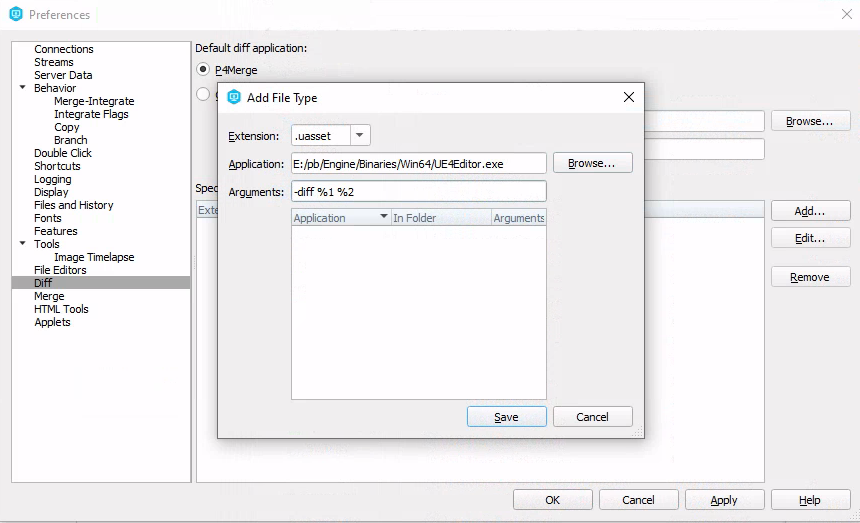 Preferences
Connections
Streams
Server Data
Behavior
Merge-Integrate
Integrate Flags
Copy
Branch
Double Click
Shortcuts
Logging
Display
Files and History
Fonts
Features
Tools
Image Timelapse
File Editors
Diff
Merge
HTML Tools
Applets
Default diff application:
P4Merge
Browse...
Spec
Exte
Add...
Edit...
Remove
Add File Type
Extension: .uasset
Application: E:/pb/Engine/Binaries/Win64/UE4Editor.exe Browse...
Arguments: -diff %1 %2
Application In Folder Arguments
Save Cancel
OK Cancel Apply Help